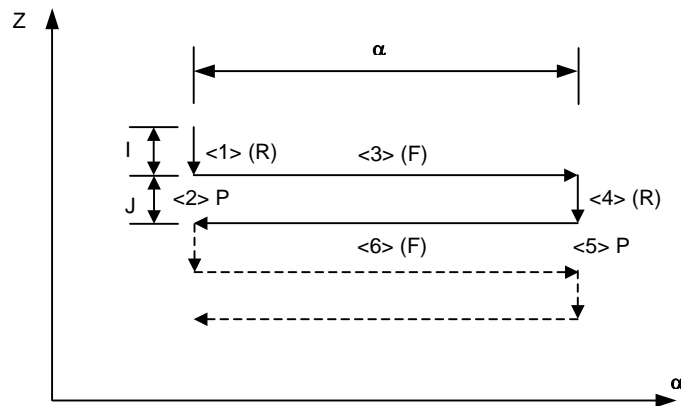 Z
α
I
<1> (R)
<3> (F)
J
<2> P
<4> (R)
<6> (F)
<5> P
α